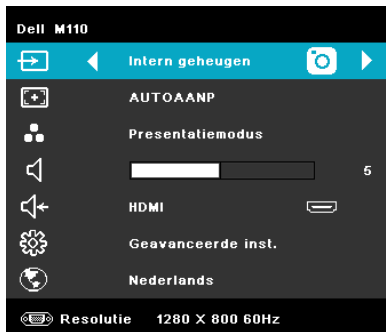 Dell M110
Intern geheugen
AUTOAANP
Presentatiemodus
5
HDMI
Geavanceerde inst.
Nederlands
Resolutie 1280 X 800 60Hz